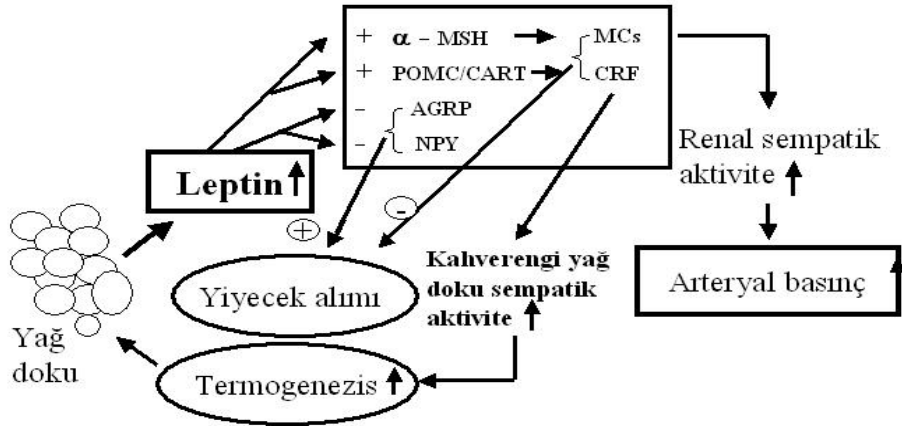 + α - MSH
MCs
+ POMC/CART
CRF
- AGRP
- NPY
Leptin
+
-
Renal sempatik
aktivite
Arteryal basınç
Kahverengi yağ
doku sempatik
aktivite
Yiyecek alımı
Termogenezis
Yağ
doku